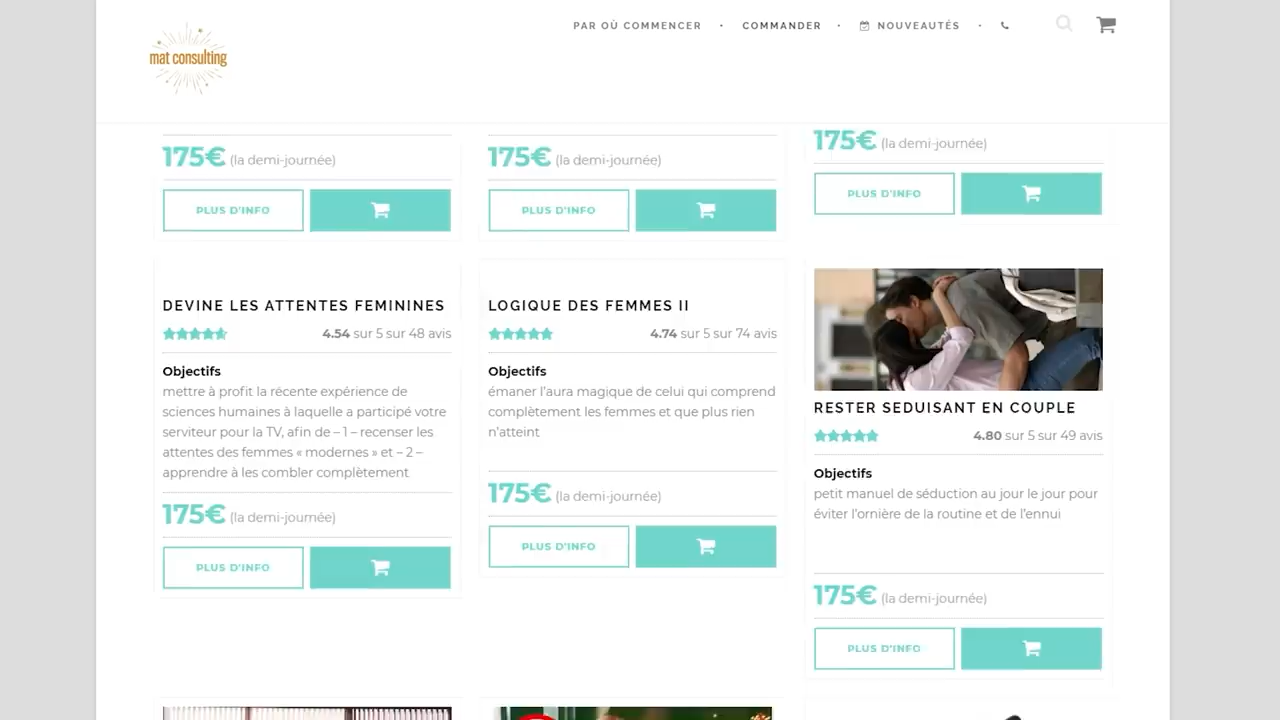 mat consulting
PAR OÙ COMMENCER • COMMANDER • NOUVEAUTÉS •
175€ (la demi-journée)
PLUS D'INFO
175€ (la demi-journée)
PLUS D'INFO
175€ (la demi-journée)
PLUS D'INFO
DEVINE LES ATTENTES FEMININES
4.54 sur 5 sur 48 avis
Objectifs
mettre à profit la récente expérience de
sciences humaines à laquelle a participé votre
serviteur pour la TV, afin de – 1 – recenser les
attentes des femmes « modernes » et – 2 –
apprendre à les combler complètement
175€ (la demi-journée)
PLUS D'INFO
LOGIQUE DES FEMMES II
4.74 sur 5 sur 74 avis
Objectifs
émaner l'aura magique de celui qui comprend
complètement les femmes et que plus rien
n'atteint
175€ (la demi-journée)
PLUS D'INFO
RESTER SEDUISANT EN COUPLE
4.80 sur 5 sur 49 avis
Objectifs
petit manuel de séduction au jour le jour pour
éviter l'ornière de la routine et de l'ennui
175€ (la demi-journée)
PLUS D'INFO